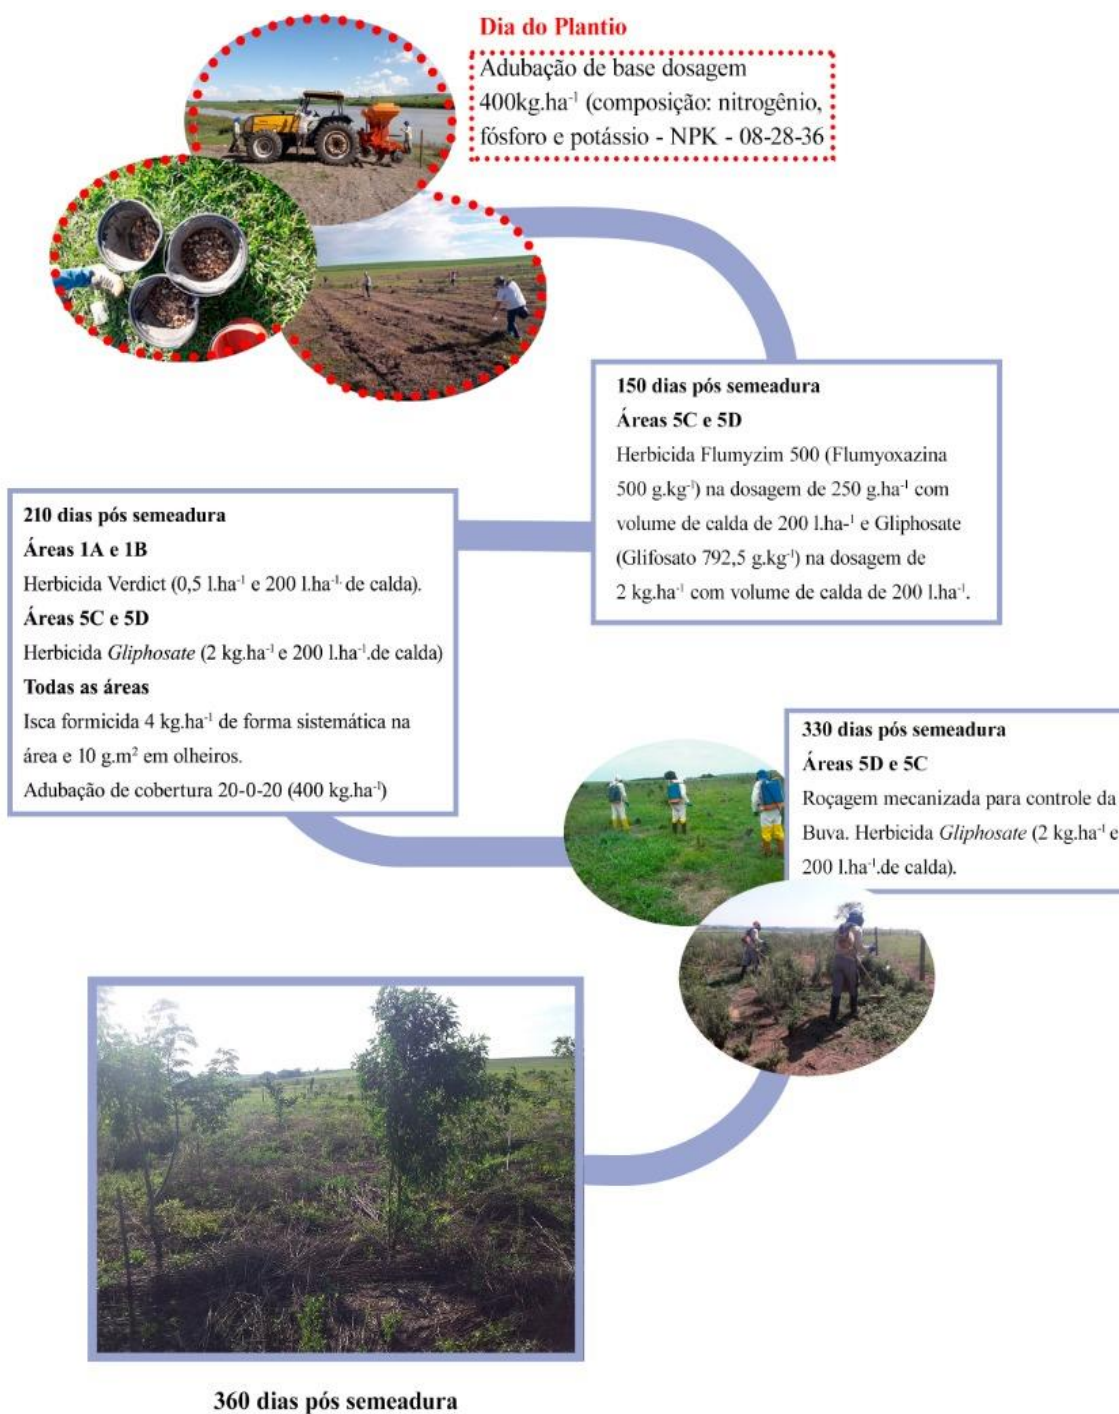 Dia do Plantio
Adubação de base dosagem
400kg.ha⁻¹ (composição: nitrogênio,
fósforo e potássio - NPK - 08-28-36
150 dias pós semeadura
Áreas 5C e 5D
Herbicida Flumyzim 500 (Flumyoxazina
500 g.kg⁻¹) na dosagem de 250 g.ha⁻¹ com
volume de calda de 200 l.ha-¹ e Gliphosate
(Glifosato 792,5 g.kg⁻¹) na dosagem de
2 kg.ha⁻¹ com volume de calda de 200 l.ha⁻¹.
210 dias pós semeadura
Áreas 1A e 1B
Herbicida Verdict (0,5 l.ha⁻¹ e 200 l.ha⁻¹· de calda).
Áreas 5C e 5D
Herbicida Gliphosate (2 kg.ha⁻¹ e 200 l.ha⁻¹.de calda)
Todas as áreas
Isca formicida 4 kg.ha⁻¹ de forma sistemática na
área e 10 g.m² em olheiros.
Adubação de cobertura 20-0-20 (400 kg.ha⁻¹)
330 dias pós semeadura
Áreas 5D e 5C
Roçagem mecanizada para controle da
Buva. Herbicida Gliphosate (2 kg.ha⁻¹ e
200 l.ha⁻¹.de calda).
360 dias pós semeadura